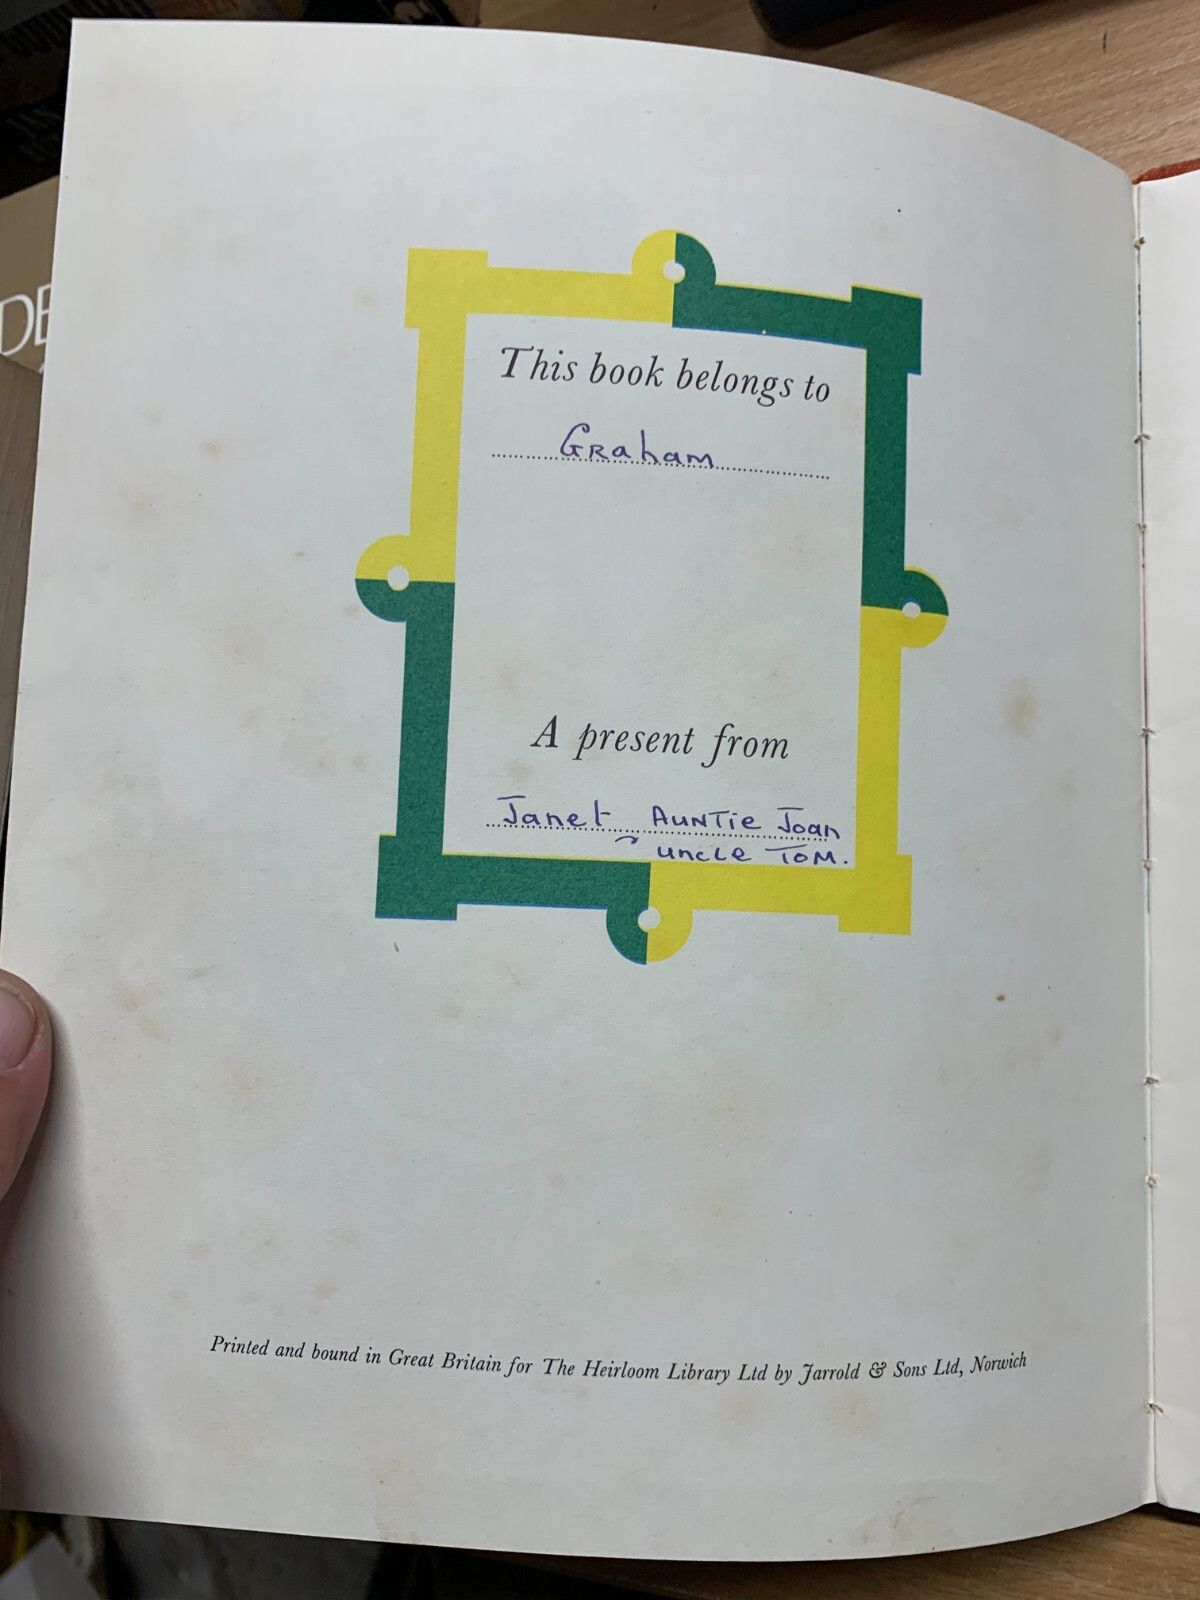 This book belongs to
Graham
A present from
Janet Auntie Joan
uncle Tom.
Printed and bound in Great Britain for The Heirloom Library Ltd by Jarrold & Sons Ltd, Norwich
DE